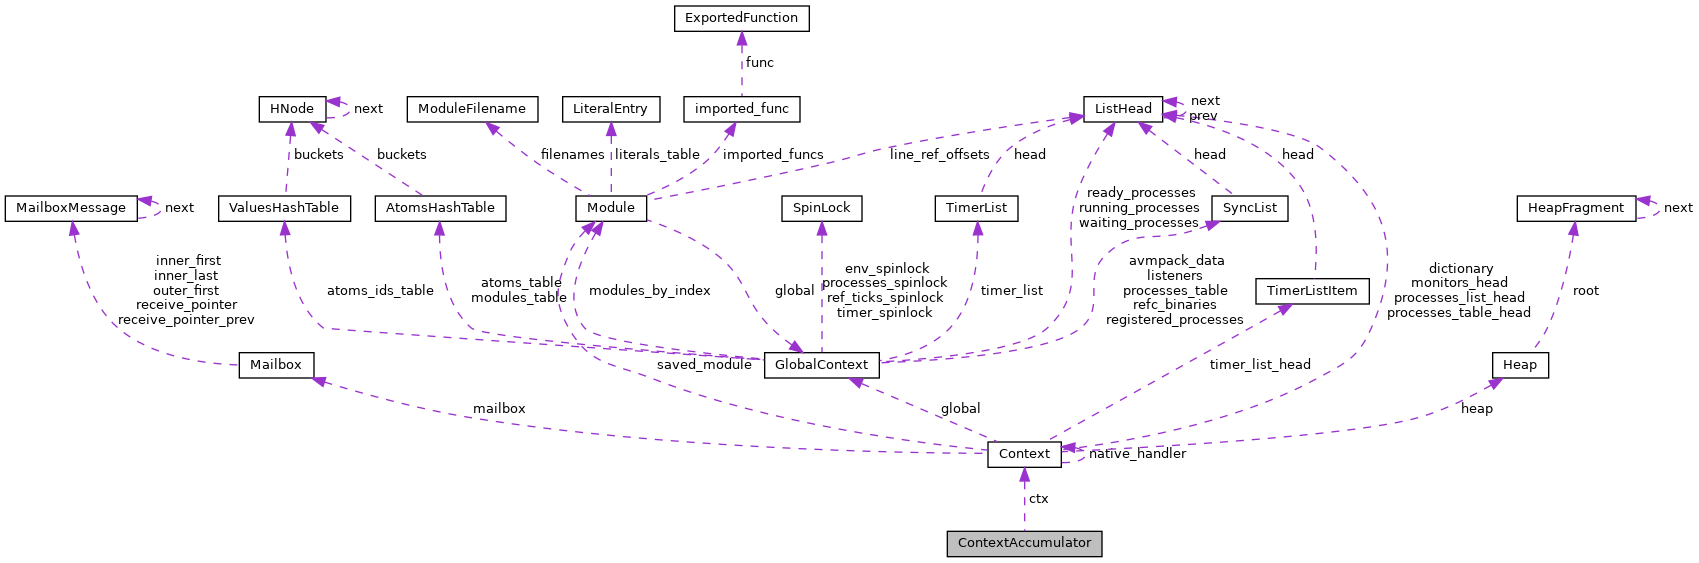 ExportedFunction
func
HNode
next
ModuleFilename
LiteralEntry
imported_func
ListHead
next
prev
buckets
buckets
filenames
literals_table
imported_funcs
line_ref_offsets
head
head
head
MailboxMessage
next
ValuesHashTable
AtomsHashTable
Module
SpinLock
TimerList
ready_processes
running_processes
waiting_processes
SyncList
HeapFragment
next
inner_first
inner_last
outer_first
receive_pointer
receive_pointer_prev
atoms_ids_table
atoms_table
modules_table
modules_by_index
global
env_spinlock
processes_spinlock
ref_ticks_spinlock
timer_spinlock
timer_list
avmpack_data
listeners
processes_table
refc_binaries
registered_processes
TimerListItem
dictionary
monitors_head
processes_list_head
processes_table_head
root
Mailbox
saved_module
GlobalContext
timer_list_head
Heap
mailbox
global
heap
Context
native_handler
ctx
ContextAccumulator